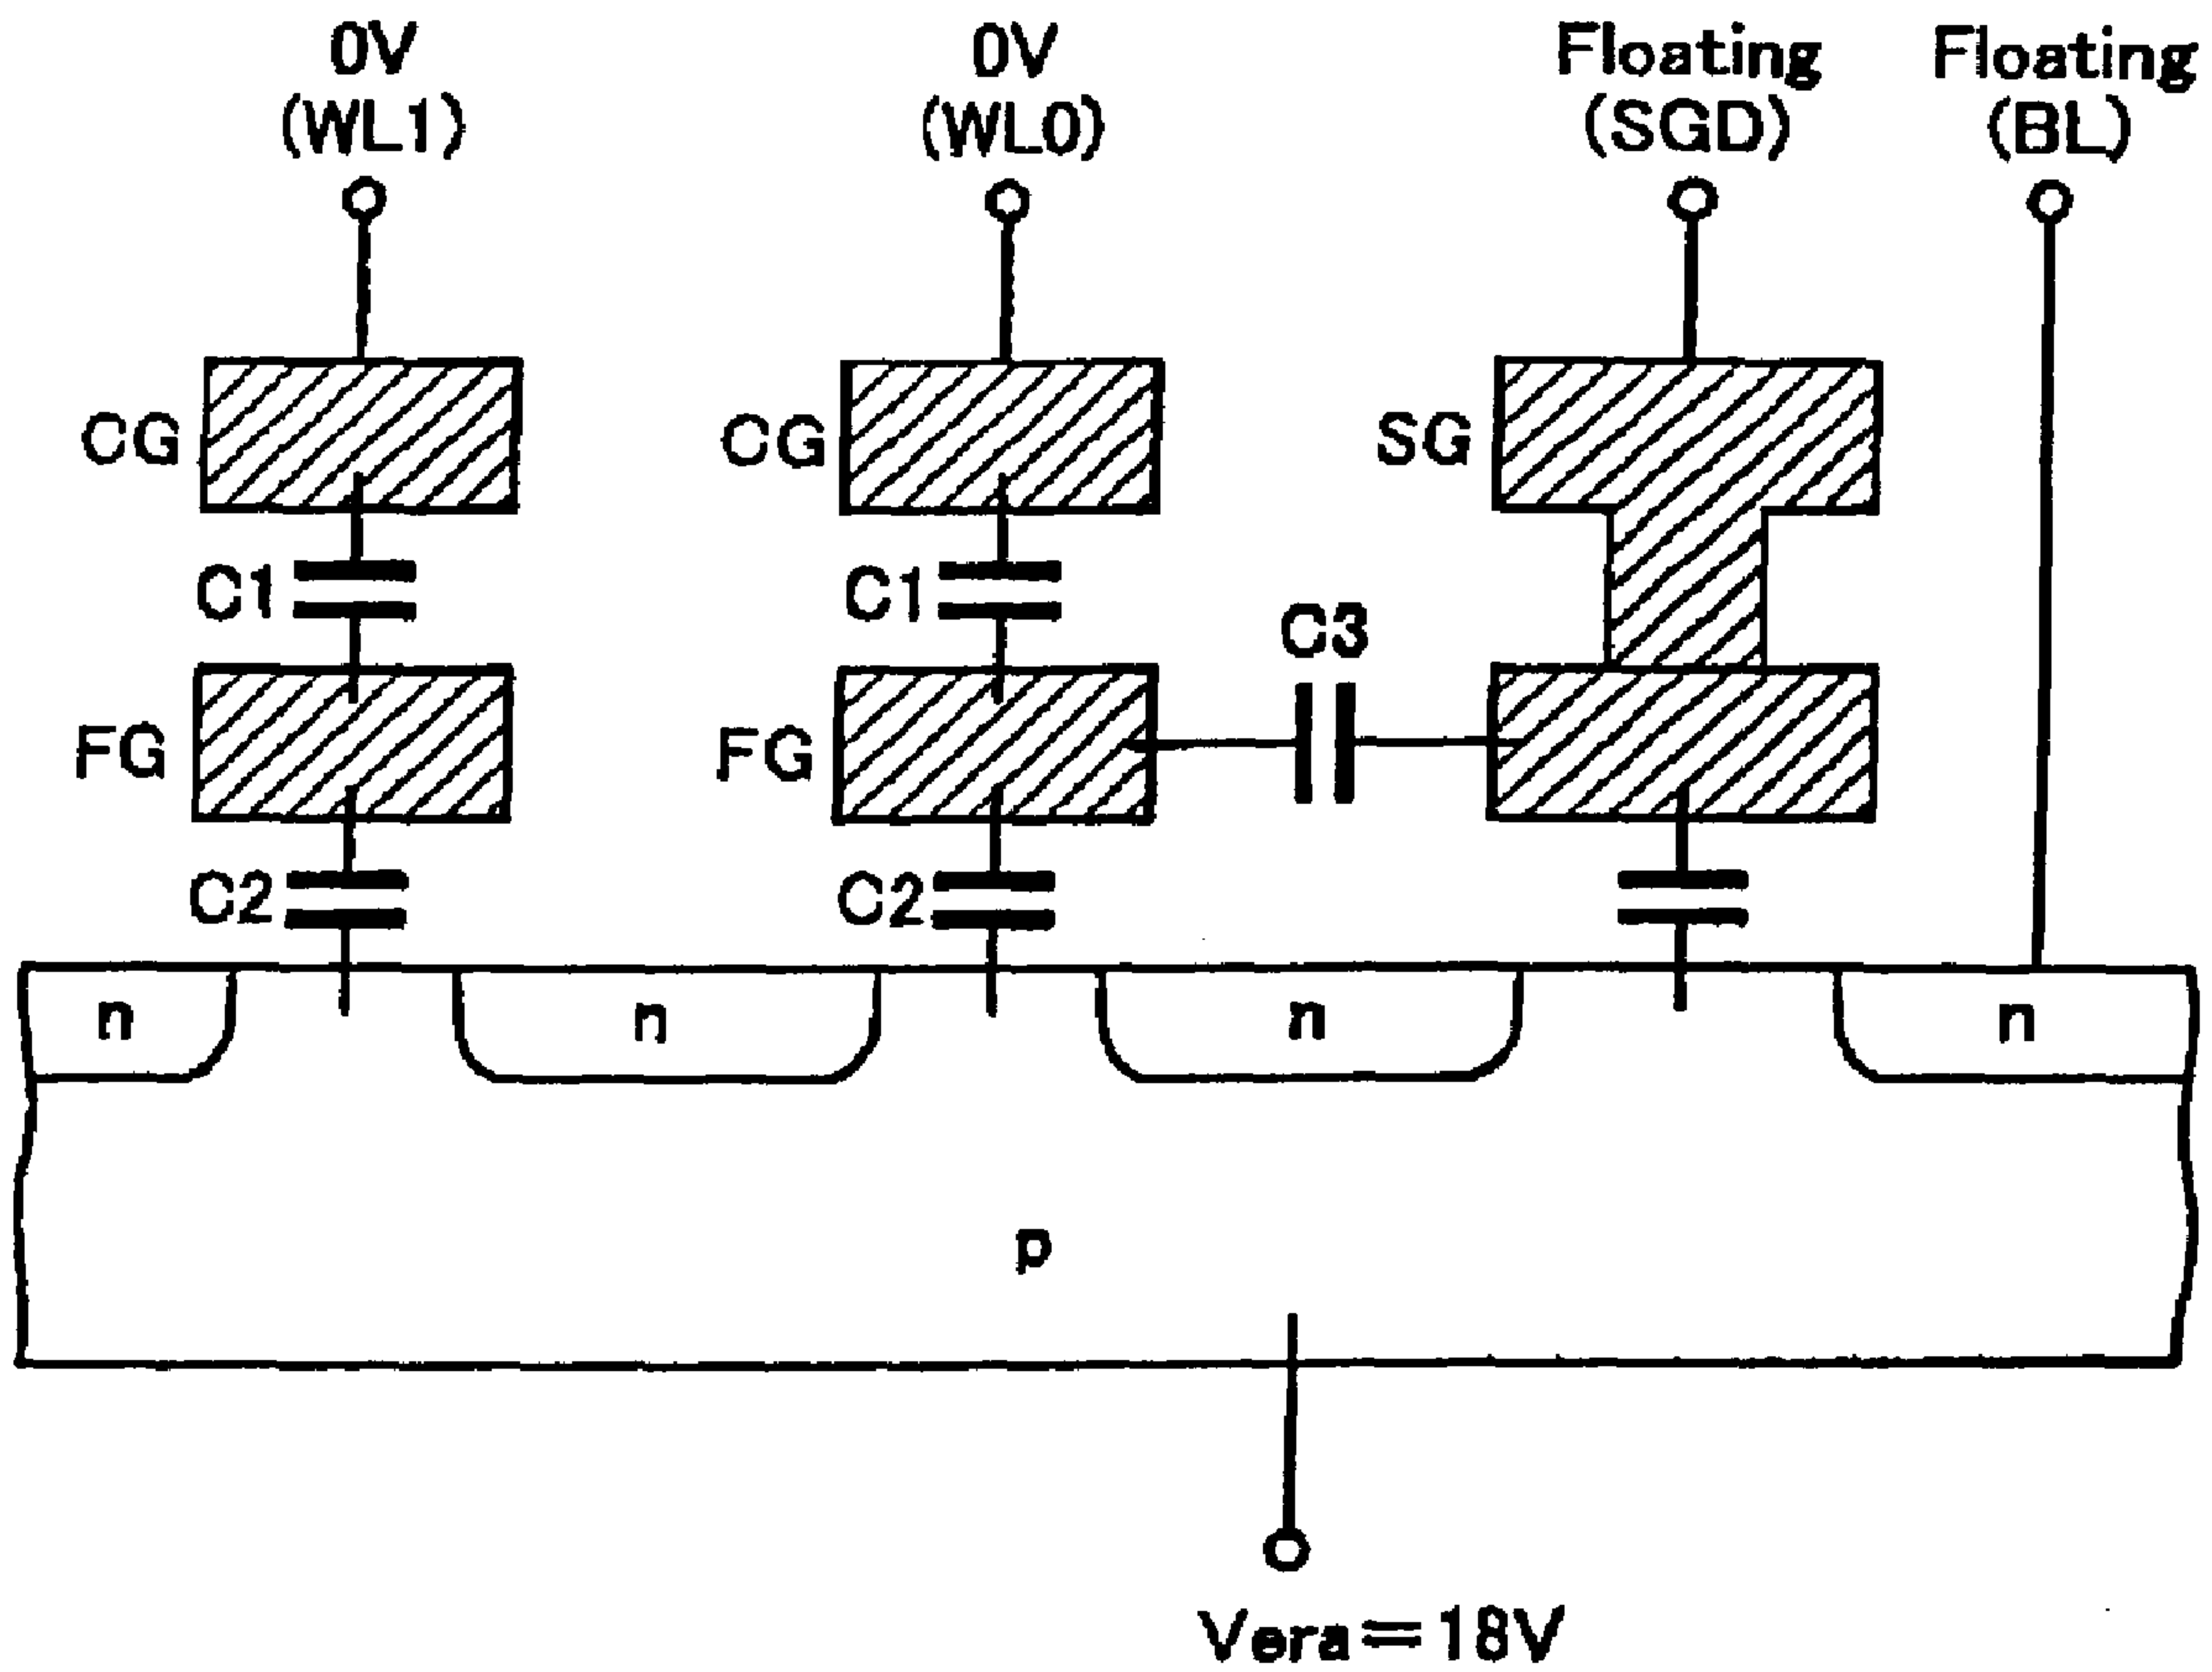 0V
(WL1)
0V
(WL0)
Floating
(SGD)
Floating
(BL)
CG
CG
SG
C1
C1
C3
FG
FG
C2
C2
n
n
n
n
p
Vera=18V